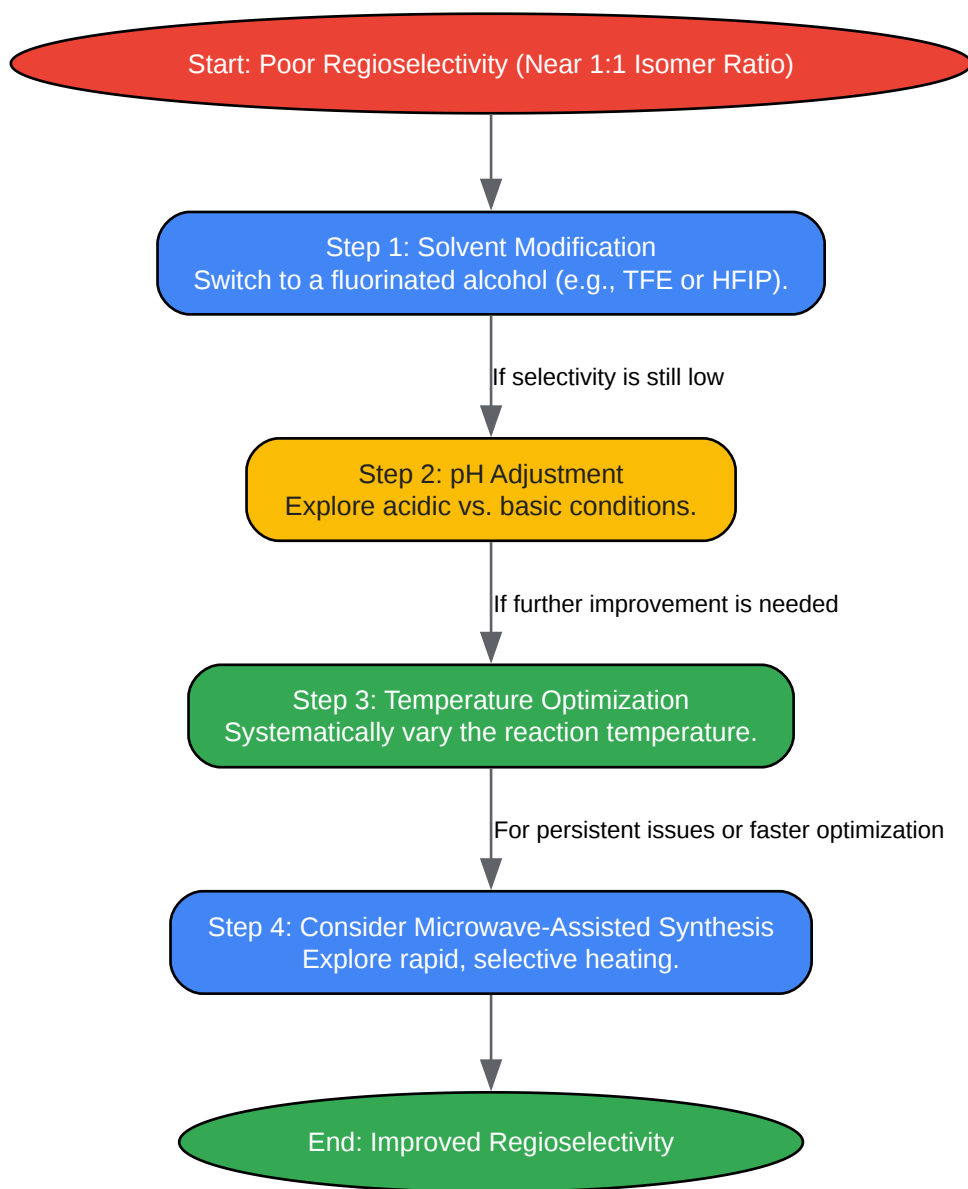 Start: Poor Regioselectivity (Near 1:1 Isomer Ratio)
Step 1: Solvent Modification
Switch to a fluorinated alcohol (e.g., TFE or HFIP).
If selectivity is still low
Step 2: pH Adjustment
Explore acidic vs. basic conditions.
If further improvement is needed
Step 3: Temperature Optimization
Systematically vary the reaction temperature.
For persistent issues or faster optimization
Step 4: Consider Microwave-Assisted Synthesis
Explore rapid, selective heating.
End: Improved Regioselectivity